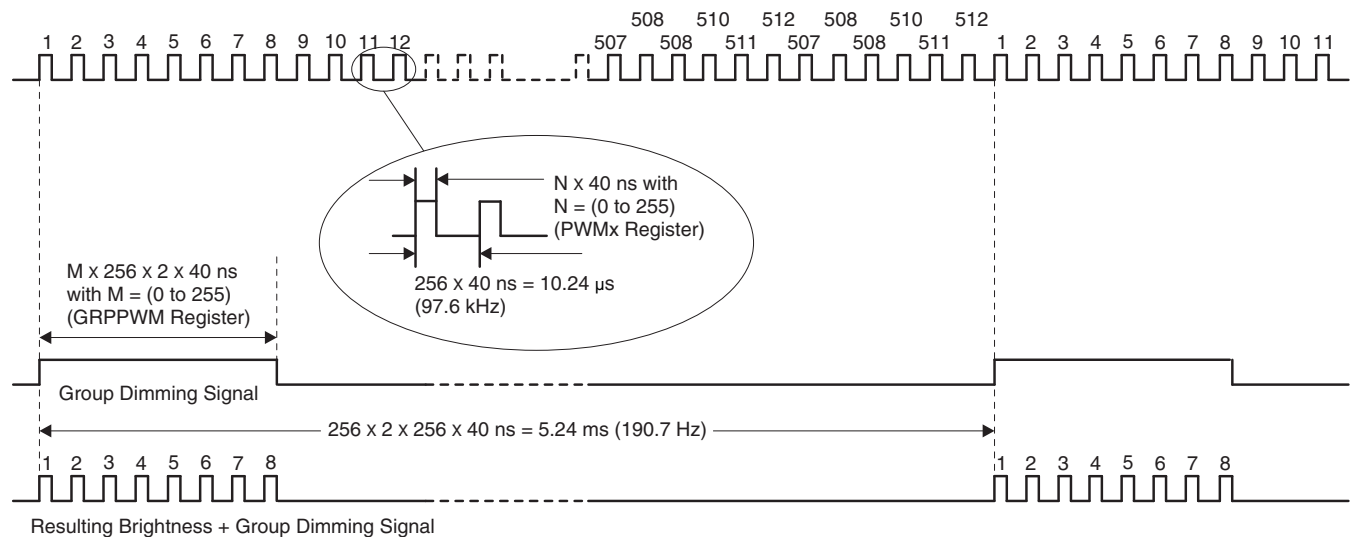 508 510 512 508 510 512
1 2 3 4 5 6 7 8 9 10 11 12 507 508 511 507 508 511 1 2 3 4 5 6 7 8 9 10 11
N x 40 ns with
N = (0 to 255)
(PWMx Register)
256 x 40 ns = 10.24 µs
(97.6 kHz)
M x 256 x 2 x 40 ns
with M = (0 to 255)
(GRPPWM Register)
Group Dimming Signal
256 x 2 x 256 x 40 ns = 5.24 ms (190.7 Hz)
1 2 3 4 5 6 7 8 1 2 3 4 5 6 7 8
Resulting Brightness + Group Dimming Signal